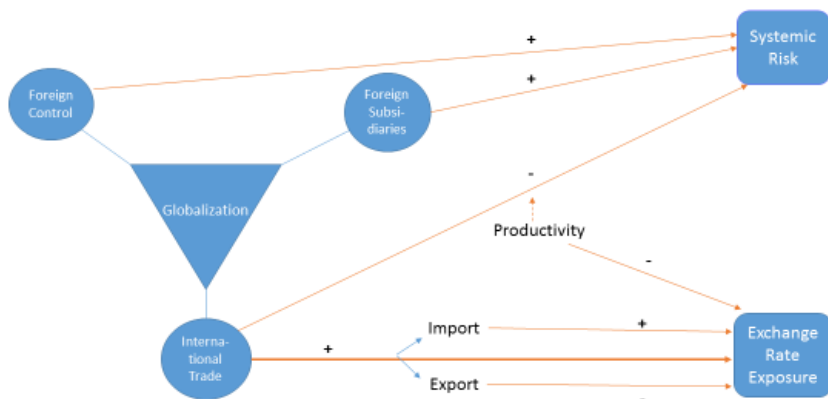 +
Systemic
Risk
+
Foreign
Control
Foreign
Subsi-
diaries
-
Globalization
Productivity
-
Import
+
Interna-
tional
Trade
+
Exchange
Rate
Exposure
Export